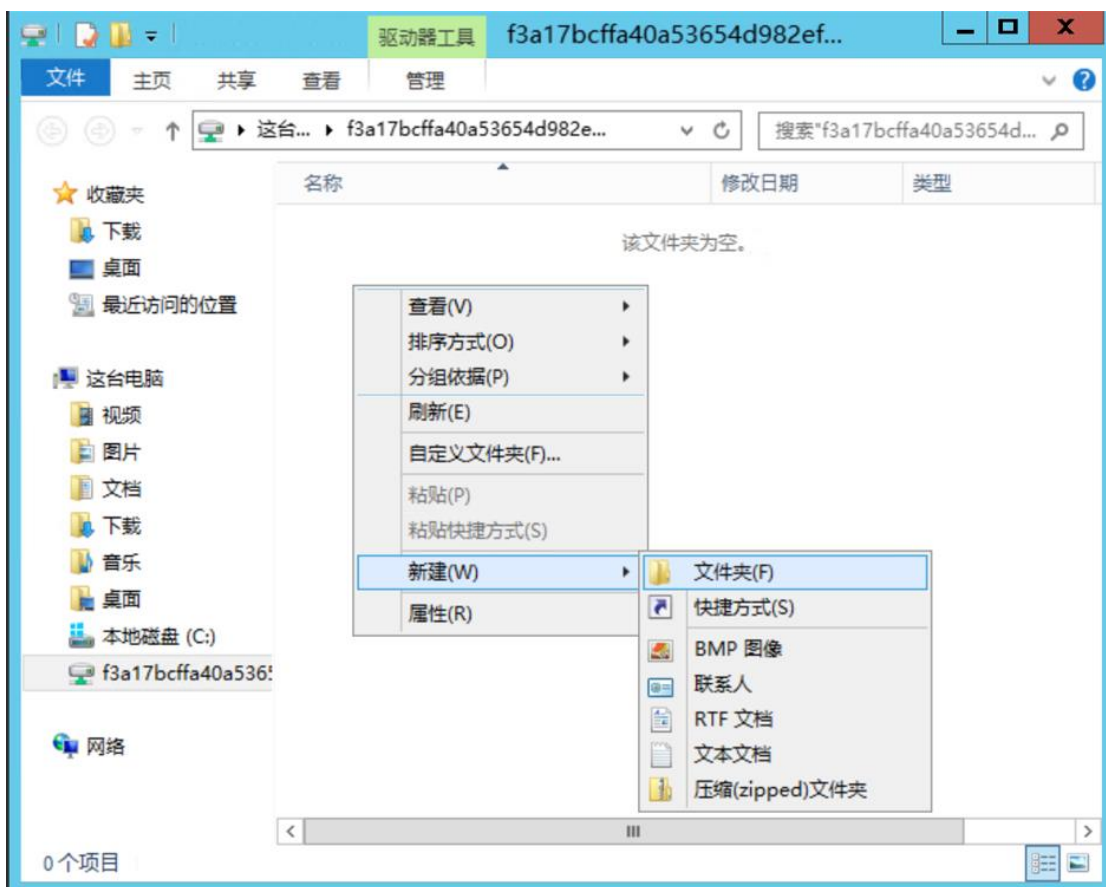 驱动器工具
f3a17bcffa40a53654d982ef...
文件 主页 共享 查看 管理
这台... f3a17bcffa40a53654d982e...
搜索"f3a17bcffa40a53654d...
名称 修改日期 类型
收藏夹
下载
桌面
最近访问的位置
这台电脑
视频
图片
文档
下载
音乐
桌面
本地磁盘 (C:)
f3a17bcffa40a536
网络
该文件夹为空。
查看(V)
排序方式(O)
分组依据(P)
刷新(E)
自定义文件夹(F)...
粘贴(P)
粘贴快捷方式(S)
新建(W)
属性(R)
文件夹(F)
快捷方式(S)
BMP 图像
联系人
RTF 文档
文本文档
压缩(zipped)文件夹
0个项目